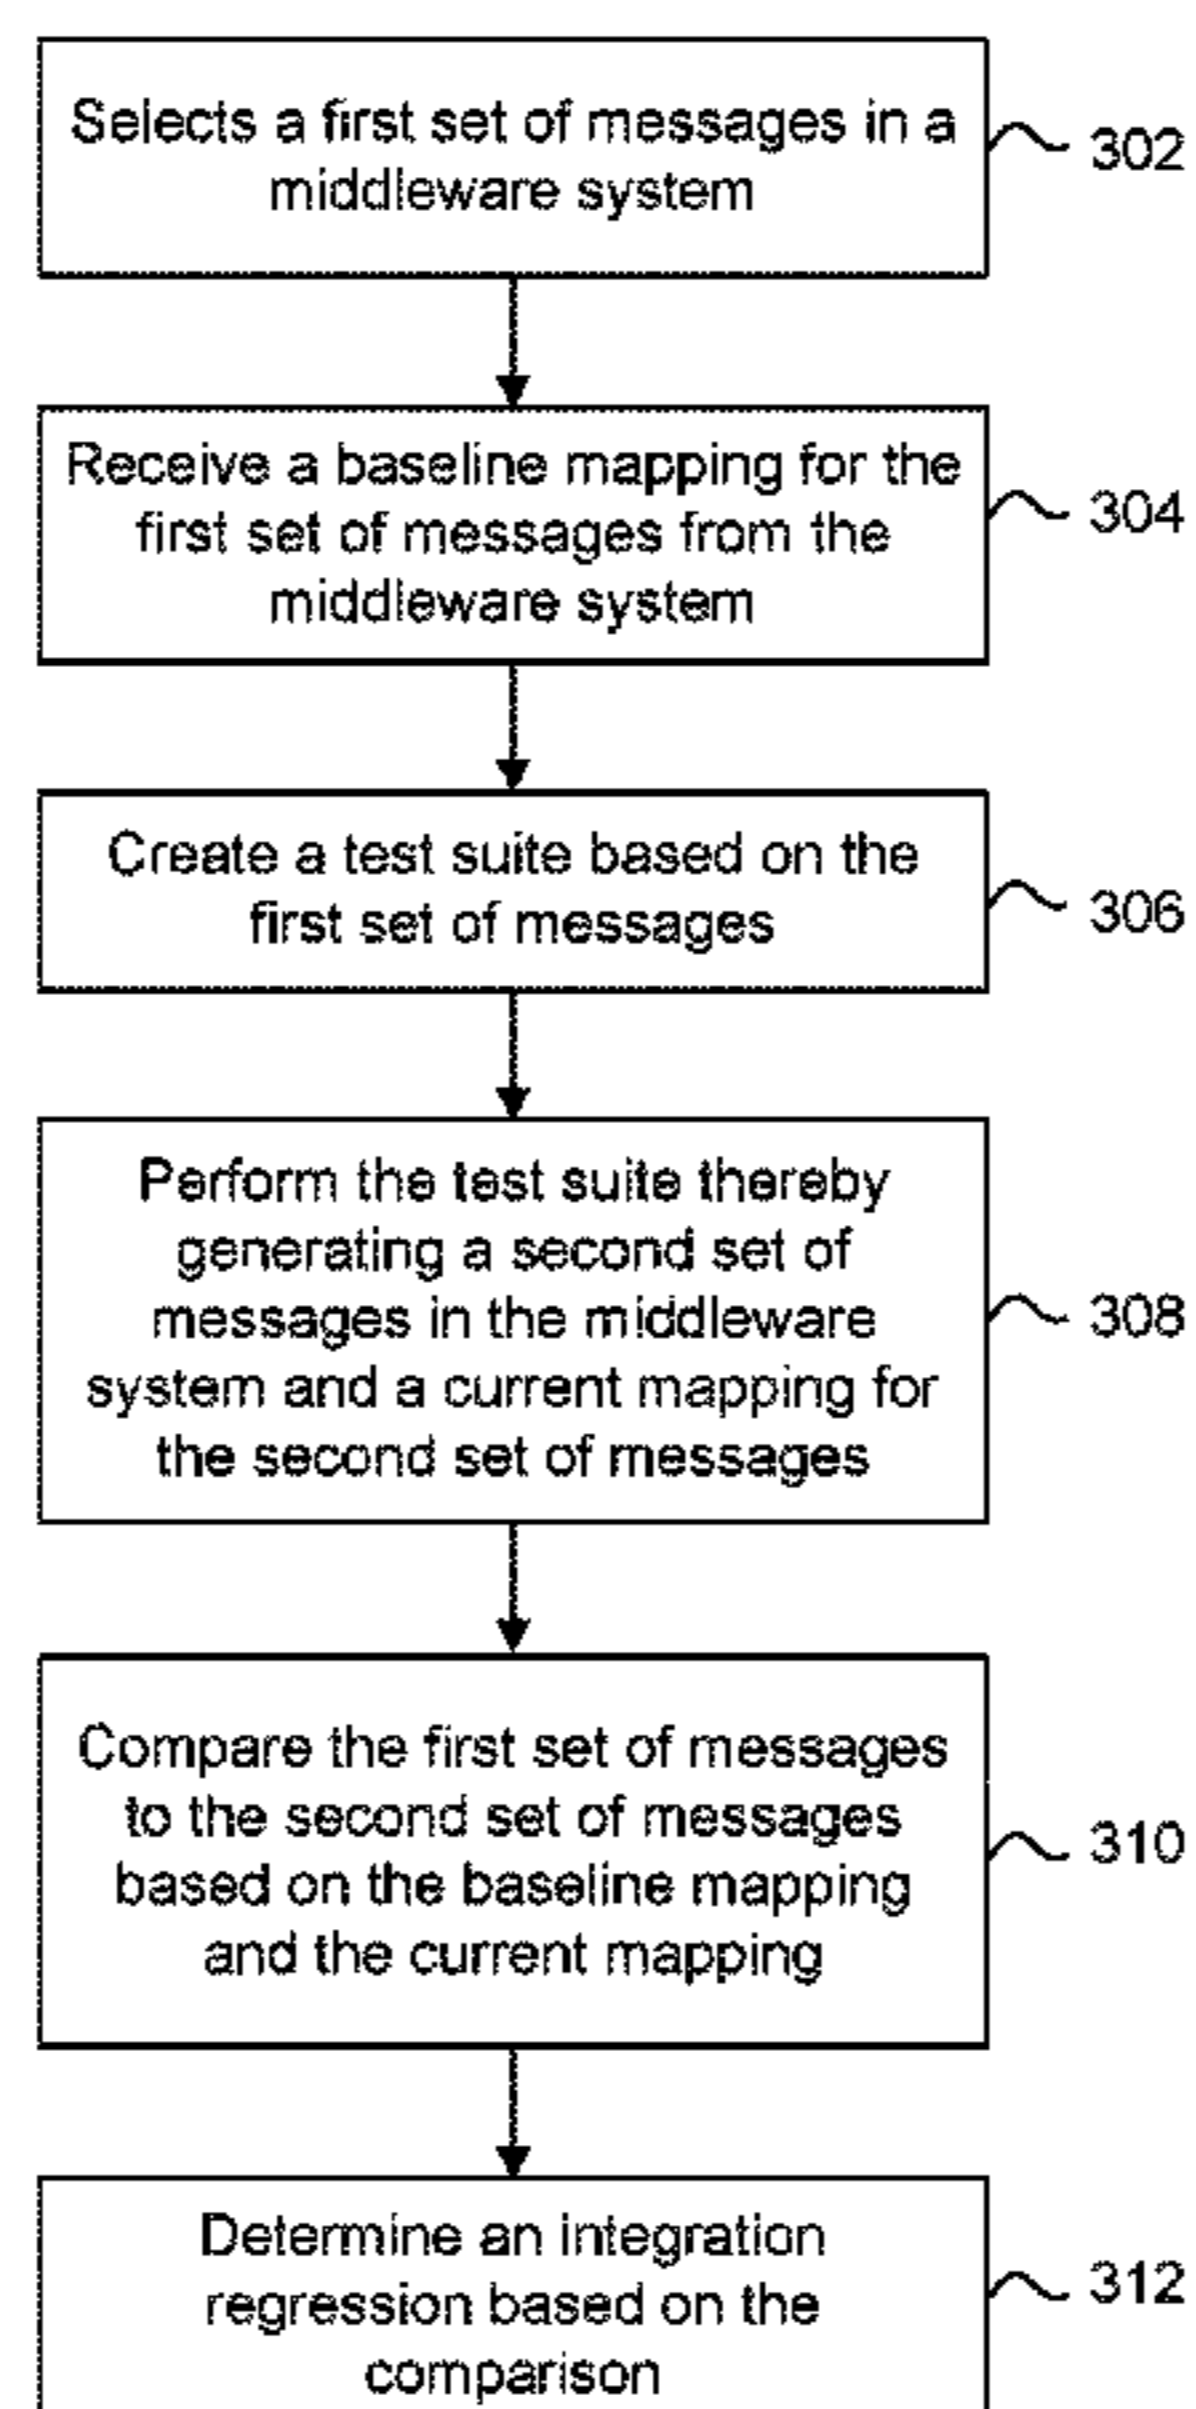 Selects a first set of messages in a
middleware system
302
Receive a baseline mapping for the
first set of messages from the
middleware system
304
Create a test suite based on the
first set of messages
306
Perform the test suite thereby
generating a second set of
messages in the middleware
system and a current mapping for
the second set of messages
308
Compare the first set of messages
to the second set of messages
based on the baseline mapping
and the current mapping
310
Determine an integration
regression based on the
comparison
312